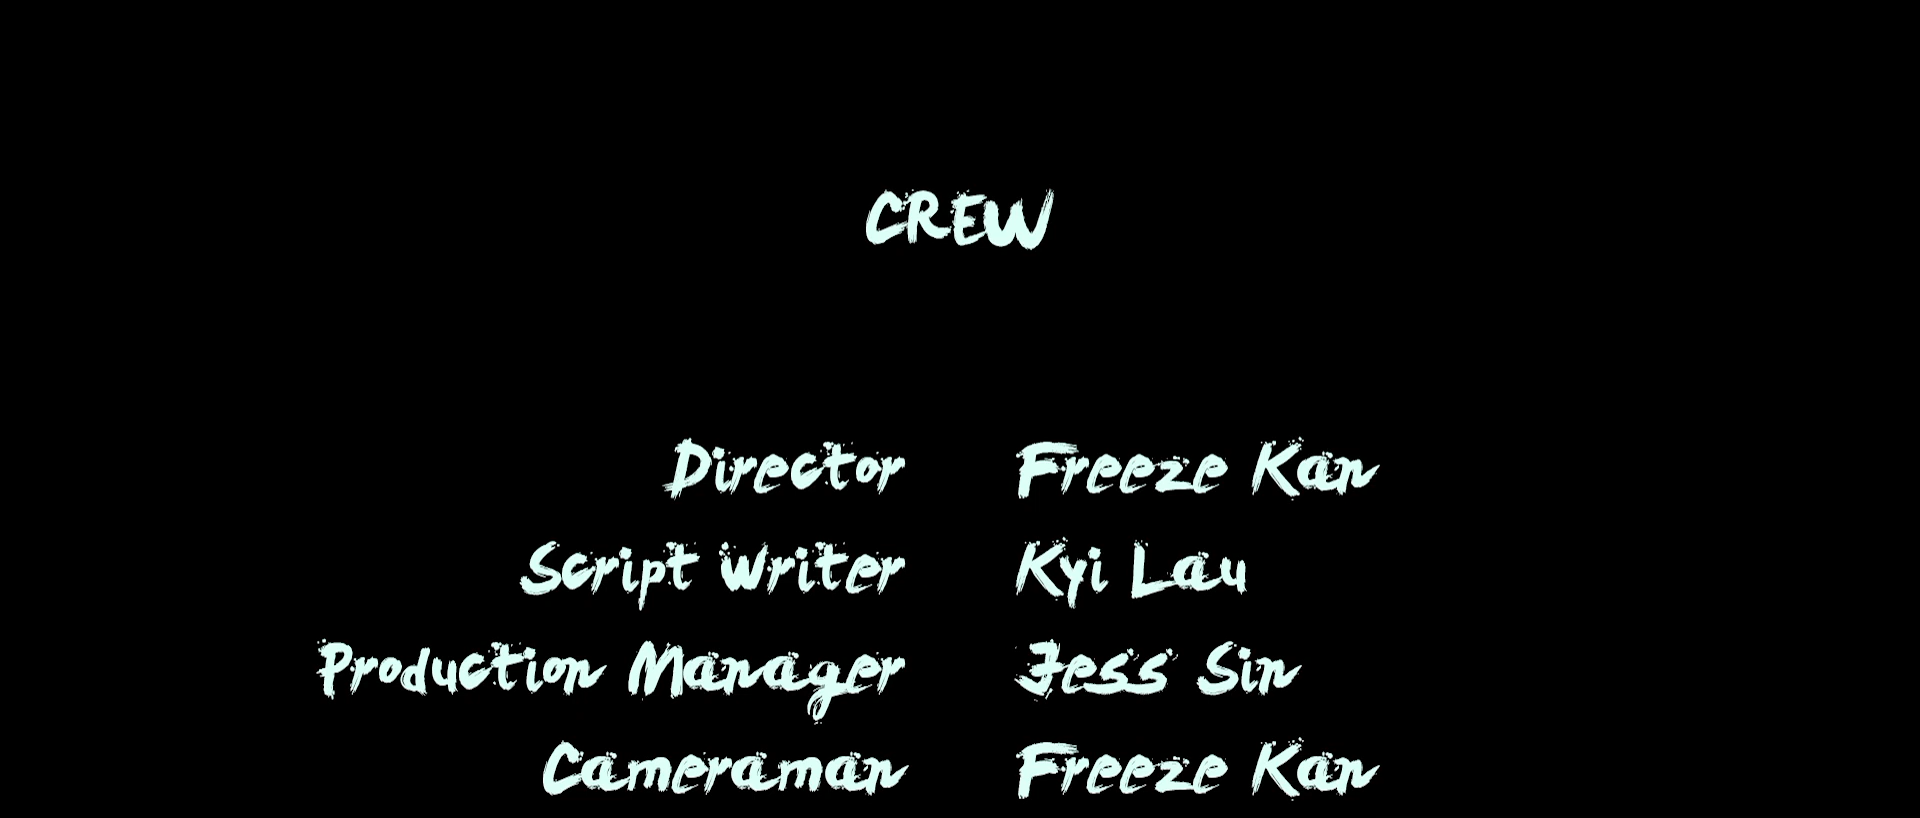 CREW
Director Freeze Kan
Script Writer Kyi Lau
Production Manager Jess Sin
Cameraman Freeze Kan